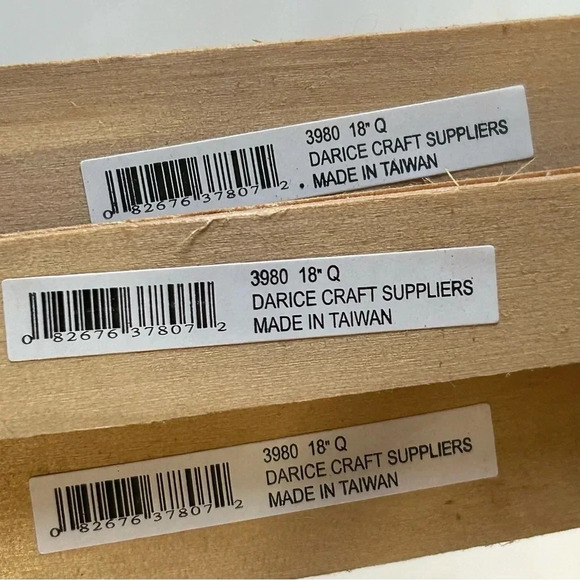 3980 18" Q
DARICE CRAFT SUPPLIERS
MADE IN TAIWAN
0 82676 37807 2
3980 18" Q
DARICE CRAFT SUPPLIERS
MADE IN TAIWAN
0 82676 37807 2
3980 18" Q
DARICE CRAFT SUPPLIERS
MADE IN TAIWAN
0 82676 37807 2